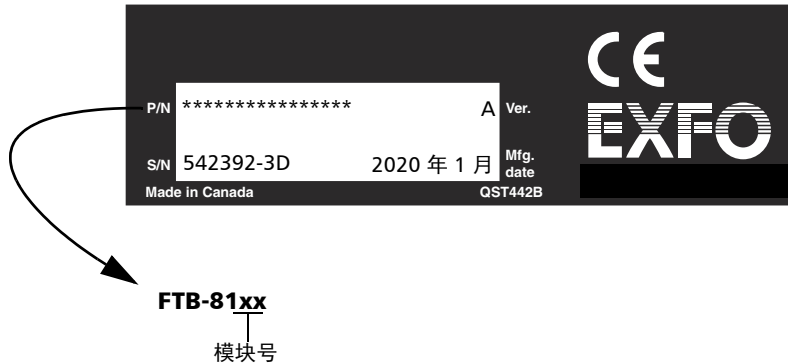 CE
EXFO
P/N **************** A Ver.
S/N 542392-3D 2020 年 1 月 Mfg. date
Made in Canada QST442B
FTB-81xx
模块号